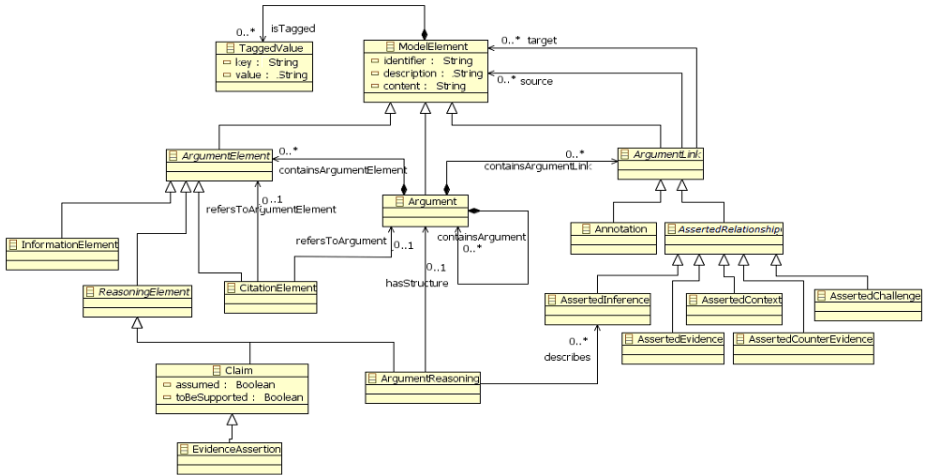 isTagged
0..*
TaggedValue
key : String
value : .String
ModelElement
identifier : String
description : .String
content : String
0..* target
0..* source
ArgumentElement
0..*
containsArgumentElement
0..*
containsArgumentLink
ArgumentLink
0..1
refersToArgumentElement
Argument
refersToArgument
0..1
containsArgument
0..*
0..1
hasStructure
InformationElement
Annotation
AssertedRelationship
ReasoningElement
CitationElement
AssertedInference
AssertedContext
AssertedChallenge
AssertedEvidence
AssertedCounterEvidence
0..*
describes
Claim
assumed : Boolean
toBeSupported : Boolean
ArgumentReasoning
EvidenceAssertion